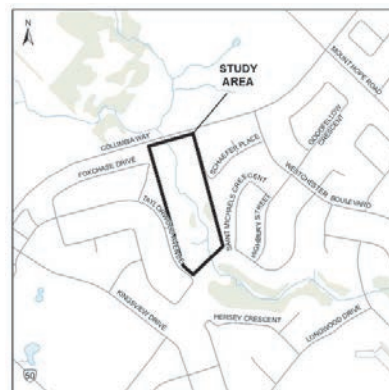 N
MOUNT HOPE ROAD
STUDY
AREA
COLUMBIA WAY
GOODFELLOW
CRESCENT
FOXCHASE DRIVE
SCHAEFER PLACE
WESTCHESTER BOULEVARD
SAINT MICHAELS CRESCENT
HIGHBURY STREET
KINGSVIEW DRIVE
HERSEY CRESCENT
LONGWOOD DRIVE
50